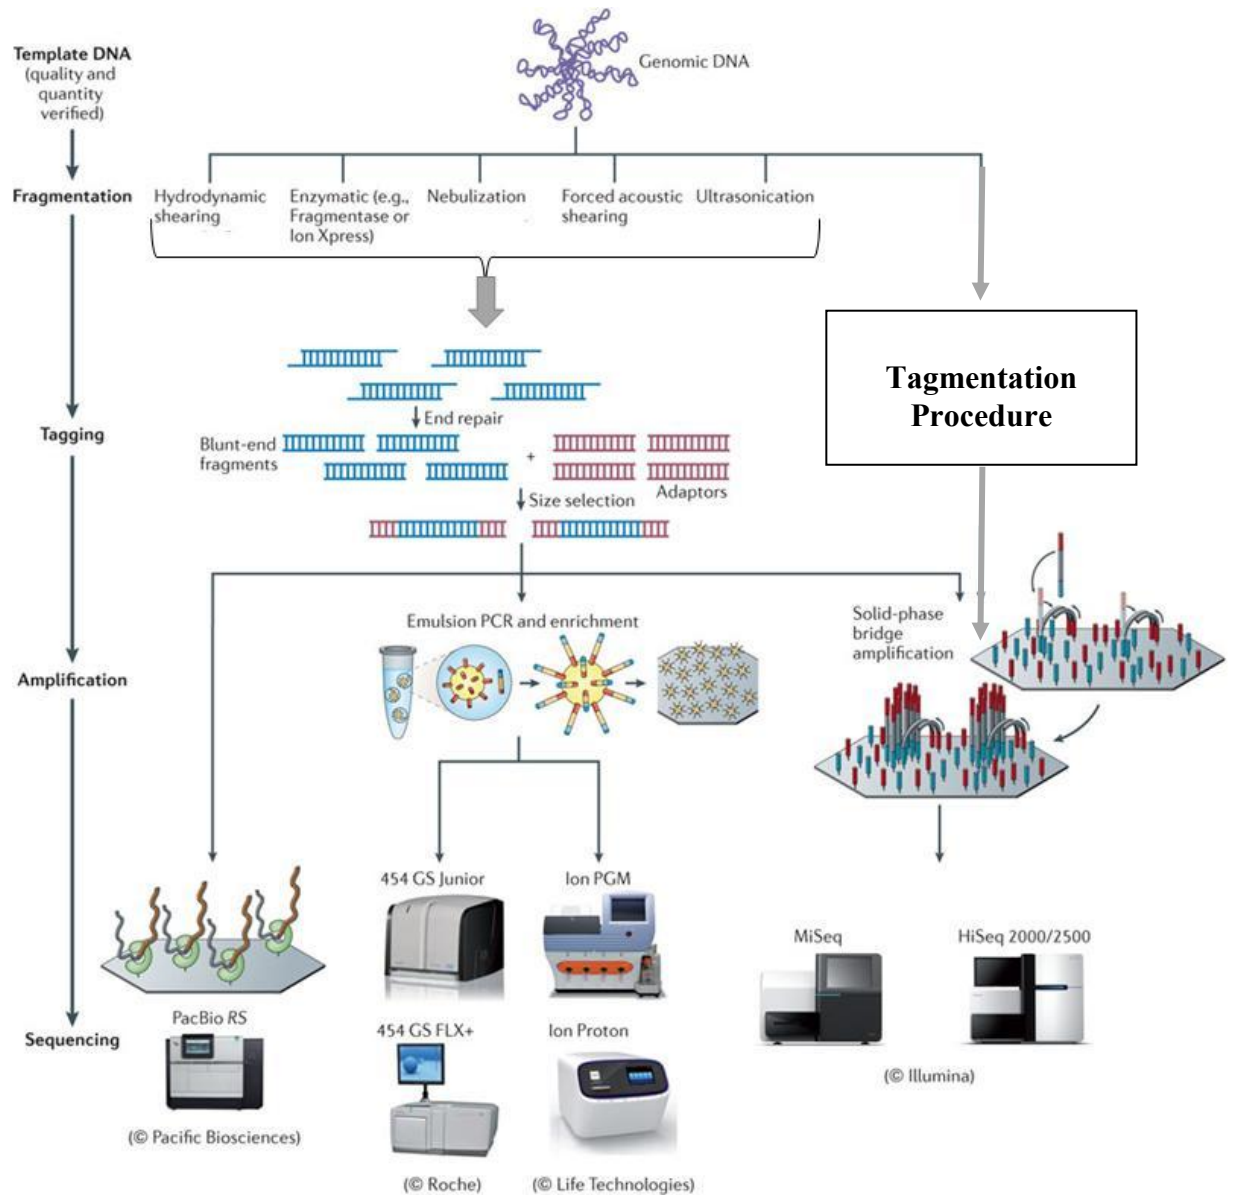 Template DNA
(quality and
quantity
verified)
Genomic DNA
Fragmentation
Hydrodynamic
shearing
Enzymatic (e.g.,
Fragmentase or
Ion Xpress)
Nebulization
Forced acoustic
shearing
Ultrasonication
Tagmentation
Procedure
End repair
Tagging
Blunt-end
fragments
+
Adaptors
Size selection
Emulsion PCR and enrichment
Solid-phase
bridge
amplification
Amplification
454 GS Junior
Ion PGM
MiSeq
HiSeq 2000/2500
PacBio RS
454 GS FLX+
Ion Proton
Sequencing
(© Illumina)
(© Pacific Biosciences)
(© Roche)
(© Life Technologies)